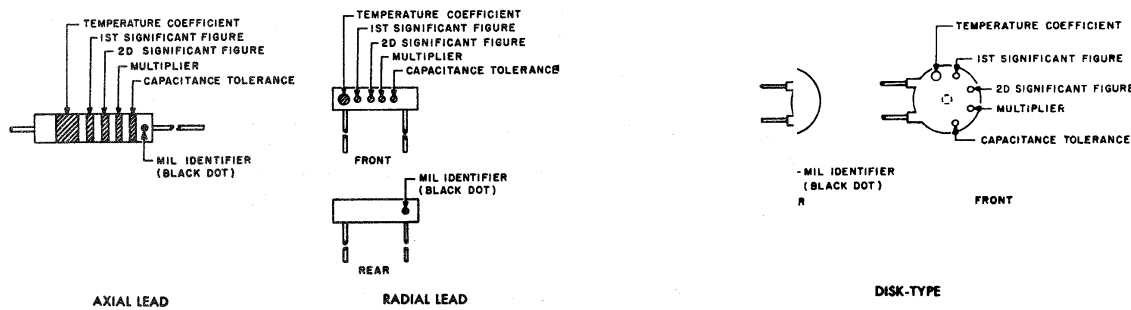 TEMPERATURE COEFFICIENT
1ST SIGNIFICANT FIGURE
2D SIGNIFICANT FIGURE
MULTIPLIER
CAPACITANCE TOLERANCE
MIL IDENTIFIER
(BLACK DOT)
AXIAL LEAD
TEMPERATURE COEFFICIENT
1ST SIGNIFICANT FIGURE
2D SIGNIFICANT FIGURE
MULTIPLIER
CAPACITANCE TOLERANCE
FRONT
MIL IDENTIFIER
(BLACK DOT)
REAR
RADIAL LEAD
TEMPERATURE COEFFICIENT
1ST SIGNIFICANT FIGURE
2D SIGNIFICANT FIGURE
MULTIPLIER
CAPACITANCE TOLERANCE
-MIL IDENTIFIER
(BLACK DOT)
R
FRONT
DISK-TYPE